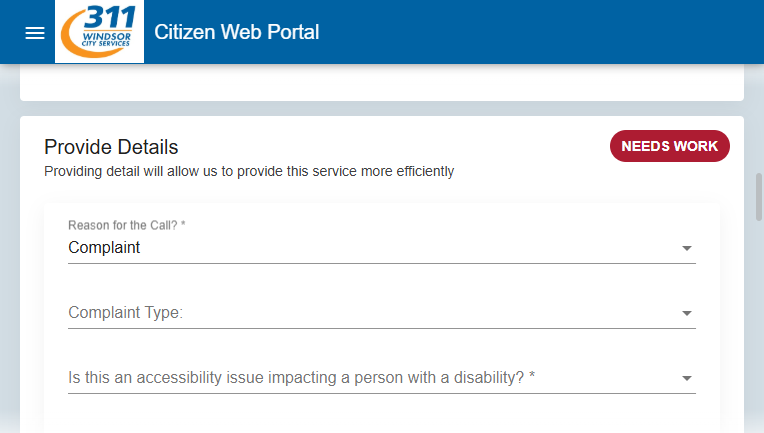 311
WINDSOR
CITY SERVICES
Citizen Web Portal
Provide Details
NEEDS WORK
Providing detail will allow us to provide this service more efficiently
Reason for the Call? *
Complaint
Complaint Type:
Is this an accessibility issue impacting a person with a disability? *